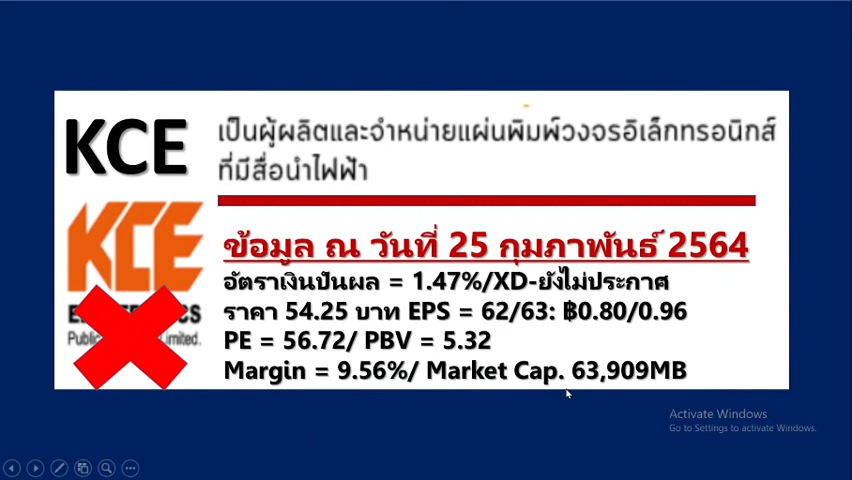 KCE
เป็นผู้ผลิตและจำหน่ายแผ่นพิมพ์วงจรอิเล็กทรอนิกส์
ที่มีสื่อนำไฟฟ้า
KCE
Public Limited.
ข้อมูล ณ วันที่ 25 กุมภาพันธ์ 2564
อัตราเงินปันผล = 1.47%/XD-ยังไม่ประกาศ
ราคา 54.25 บาท EPS = 62/63: ฿0.80/0.96
PE = 56.72/ PBV = 5.32
Margin = 9.56%/ Market Cap. 63,909MB
Activate Windows
Go to Settings to activate Windows.